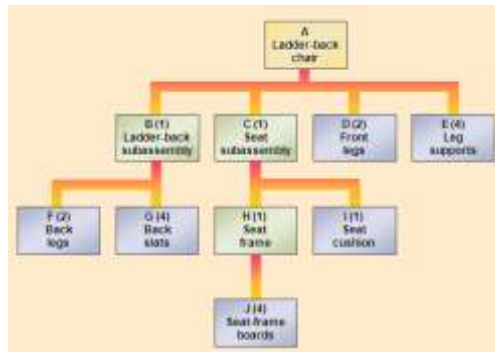 A
Ladder-back
chair
B (1)
Ladder-back
subassembly
C (1)
Seat
subassembly
D (2)
Front
legs
E (4)
Leg
supports
F (2)
Back
legs
G (4)
Back
slats
H (1)
Seat
frame
I (1)
Seat
cushion
J (4)
Seat-frame
boards